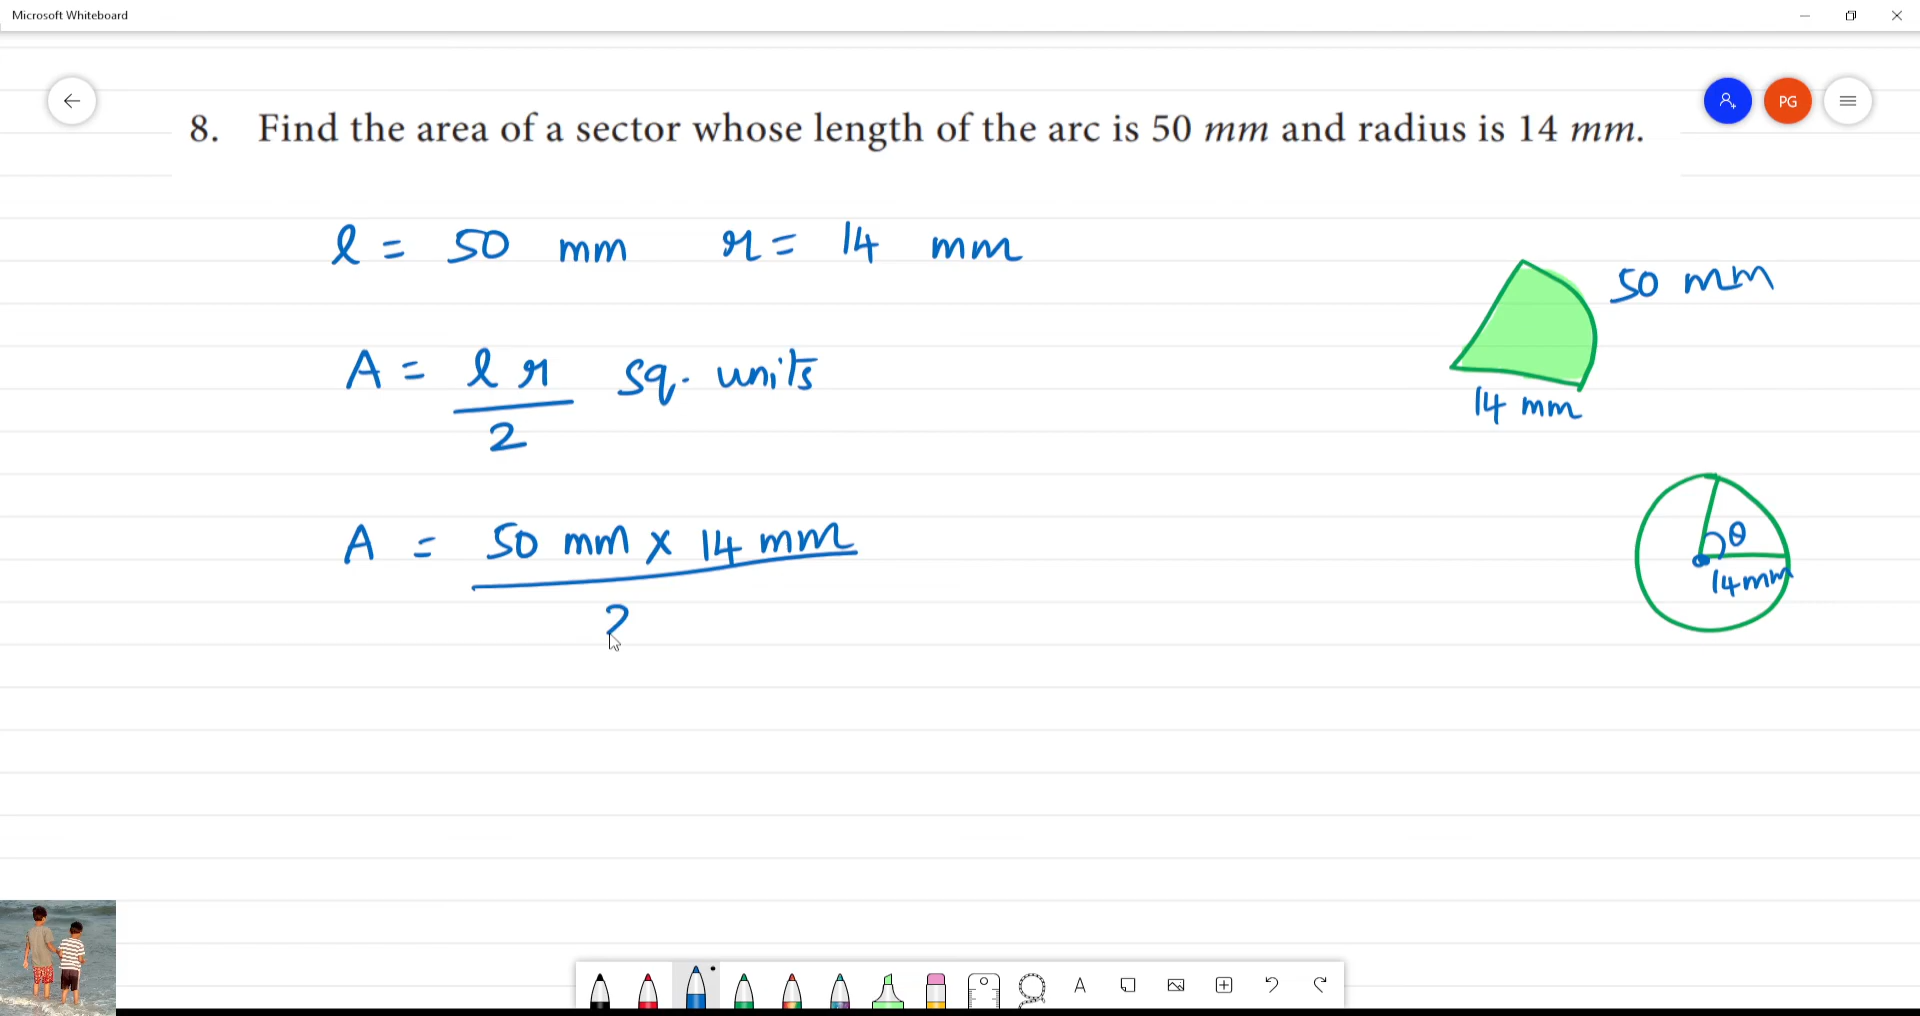 Microsoft Whiteboard
PG
8. Find the area of a sector whose length of the arc is 50 mm and radius is 14 mm.
l = 50 mm r = 14 mm
50 mm
A = l r sq. units
2
14 mm
A = 50 mm x 14 mm
2
θ
14 mm
A